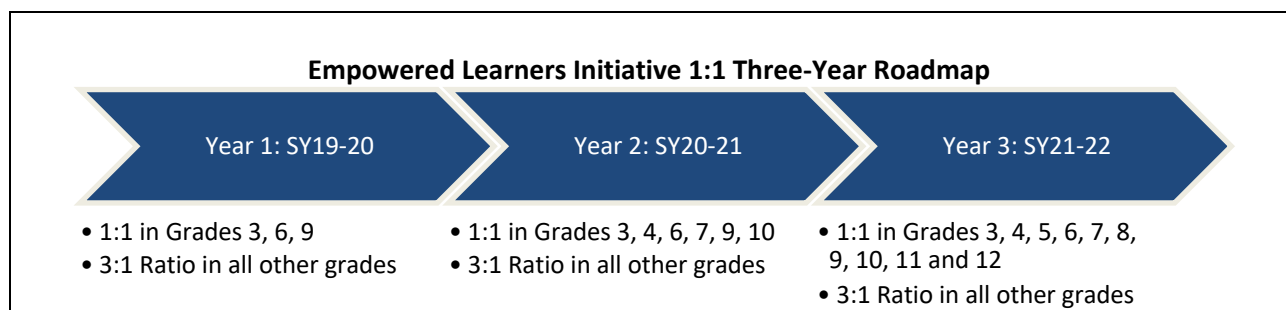 Empowered Learners Initiative 1:1 Three-Year Roadmap
Year 1: SY19-20
Year 2: SY20-21
Year 3: SY21-22
• 1:1 in Grades 3, 6, 9
• 3:1 Ratio in all other grades
• 1:1 in Grades 3, 4, 6, 7, 9, 10
• 3:1 Ratio in all other grades
• 1:1 in Grades 3, 4, 5, 6, 7, 8,
9, 10, 11 and 12
• 3:1 Ratio in all other grades